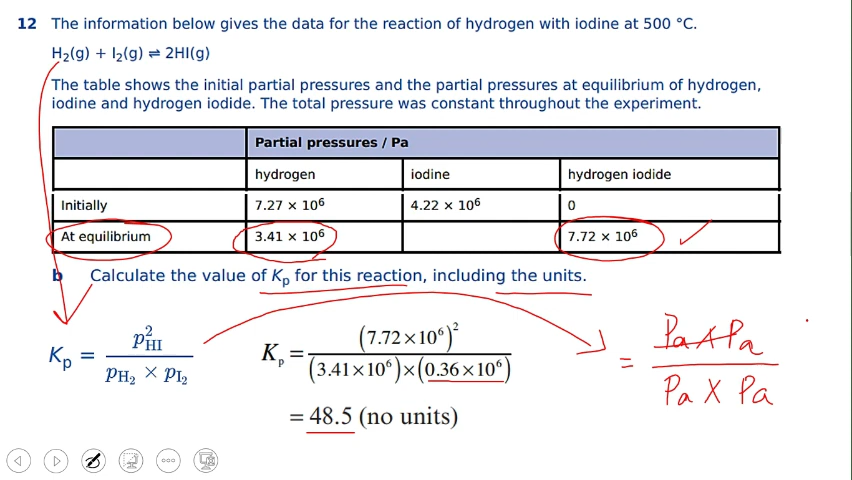 12 The information below gives the data for the reaction of hydrogen with iodine at 500 °C.
H₂(g) + I₂(g) ⇌ 2HI(g)
The table shows the initial partial pressures and the partial pressures at equilibrium of hydrogen,
iodine and hydrogen iodide. The total pressure was constant throughout the experiment.
Partial pressures / Pa
hydrogen iodine hydrogen iodide
Initially 7.27 × 10⁶ 4.22 × 10⁶ 0
At equilibrium 3.41 × 10⁶ 7.72 × 10⁶
b Calculate the value of Kₚ for this reaction, including the units.
Kₚ = p²HI / pH₂ × pI₂
Kₚ = (7.72×10⁶)² / (3.41×10⁶)×(0.36×10⁶)
= Pa × Pa / Pa × Pa
= 48.5 (no units)